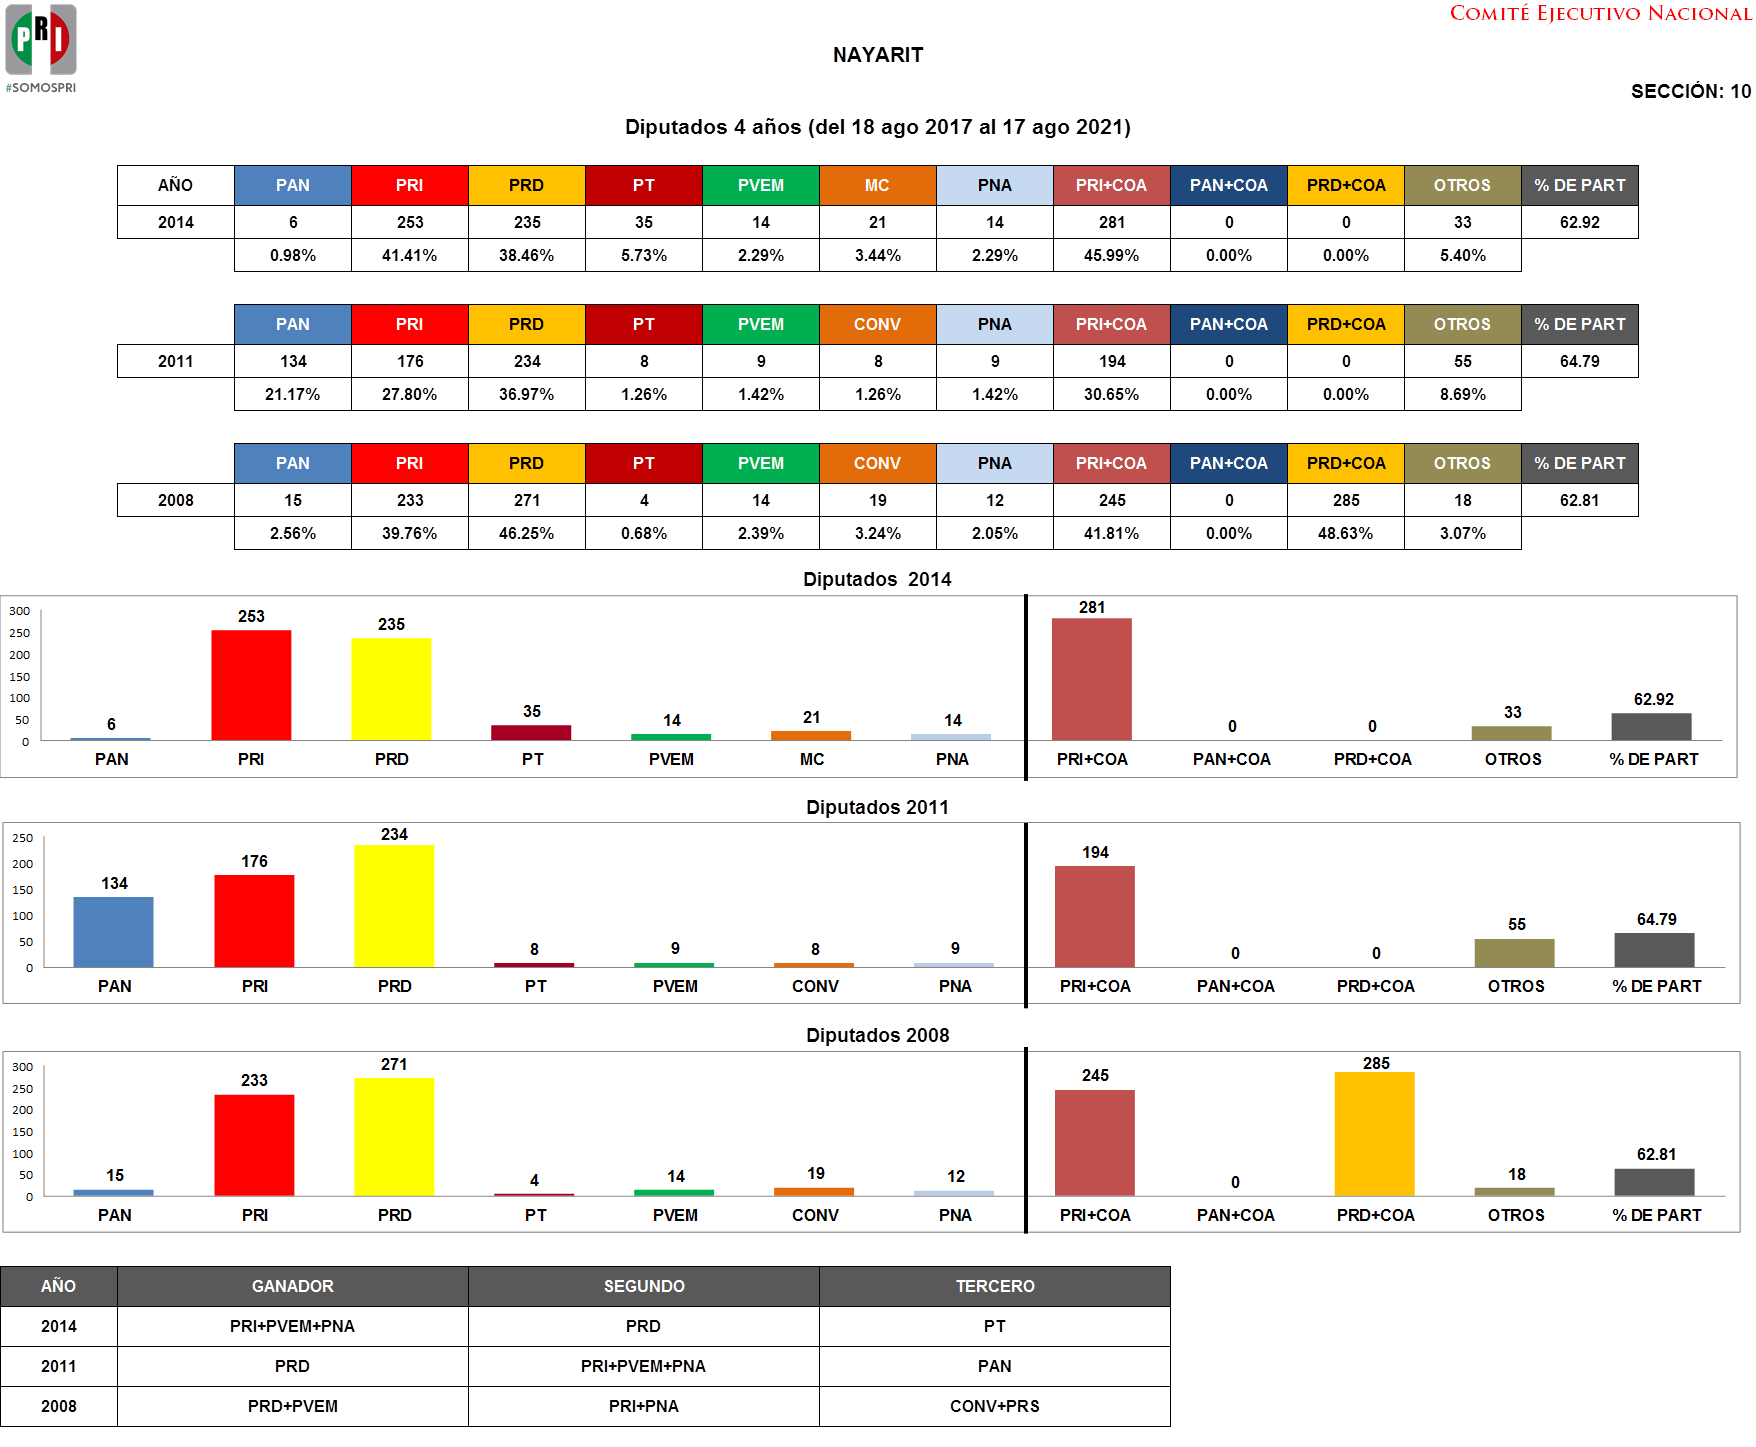 PRI
#SOMOSPRI
COMITÉ EJECUTIVO NACIONAL
NAYARIT
SECCIÓN: 10
Diputados 4 años (del 18 ago 2017 al 17 ago 2021)
AÑO PAN PRI PRD PT PVEM MC PNA PRI+COA PAN+COA PRD+COA OTROS % DE PART
2014 6 253 235 35 14 21 14 281 0 0 33 62.92
0.98% 41.41% 38.46% 5.73% 2.29% 3.44% 2.29% 45.99% 0.00% 0.00% 5.40%
PAN PRI PRD PT PVEM CONV PNA PRI+COA PAN+COA PRD+COA OTROS % DE PART
2011 134 176 234 8 9 8 9 194 0 0 55 64.79
21.17% 27.80% 36.97% 1.26% 1.42% 1.26% 1.42% 30.65% 0.00% 0.00% 8.69%
PAN PRI PRD PT PVEM CONV PNA PRI+COA PAN+COA PRD+COA OTROS % DE PART
2008 15 233 271 4 14 19 12 245 0 285 18 62.81
2.56% 39.76% 46.25% 0.68% 2.39% 3.24% 2.05% 41.81% 0.00% 48.63% 3.07%
Diputados 2014
300
250
200
150
100
50
0
6 253 235 35 14 21 14 281 0 0 33 62.92
PAN PRI PRD PT PVEM MC PNA PRI+COA PAN+COA PRD+COA OTROS % DE PART
Diputados 2011
250
200
150
100
50
0
134 176 234 8 9 8 9 194 0 0 55 64.79
PAN PRI PRD PT PVEM CONV PNA PRI+COA PAN+COA PRD+COA OTROS % DE PART
Diputados 2008
300
250
200
150
100
50
0
15 233 271 4 14 19 12 245 0 285 18 62.81
PAN PRI PRD PT PVEM CONV PNA PRI+COA PAN+COA PRD+COA OTROS % DE PART
AÑO GANADOR SEGUNDO TERCERO
2014 PRI+PVEM+PNA PRD PT
2011 PRD PRI+PVEM+PNA PAN
2008 PRD+PVEM PRI+PNA CONV+PRS